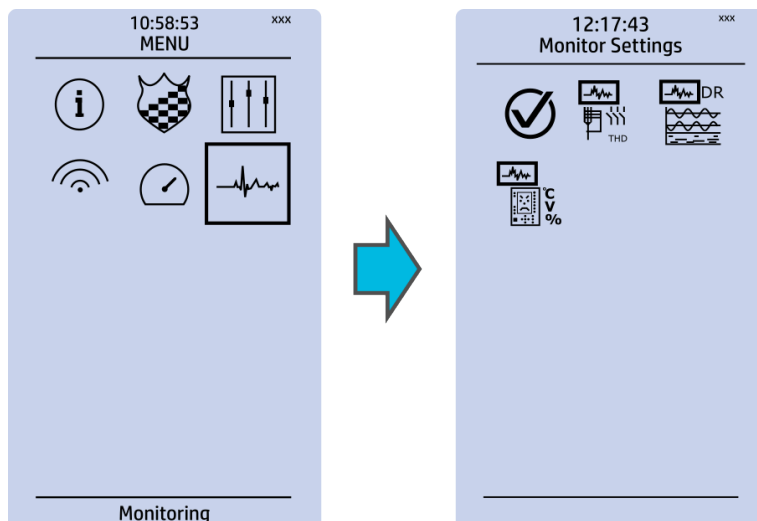 10:58:53
xxx
MENU
i
Monitoring
12:17:43
xxx
Monitor Settings
THD
DR
°C
V
%